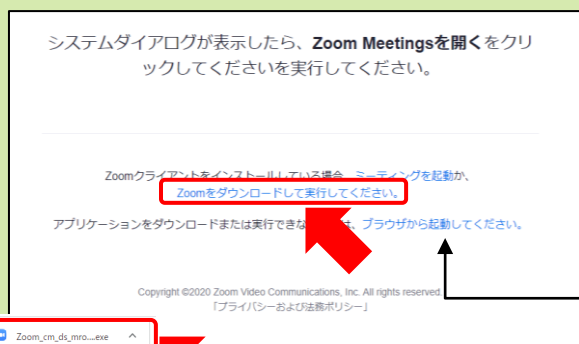 システムダイアログが表示したら、Zoom Meetingsを開くをクリ
ックしてくださいを実行してください。
Zoomクライアントをインストールしている場合、ミーティングを起動か、
Zoomをダウンロードして実行してください。
アプリケーションをダウンロードまたは実行できな は、ブラウザから起動してください。
Copyright ©2020 Zoom Video Communications, Inc. All rights reserved.
「プライバシーおよび法務ポリシー」
Zoom_cm_ds_mro....exe